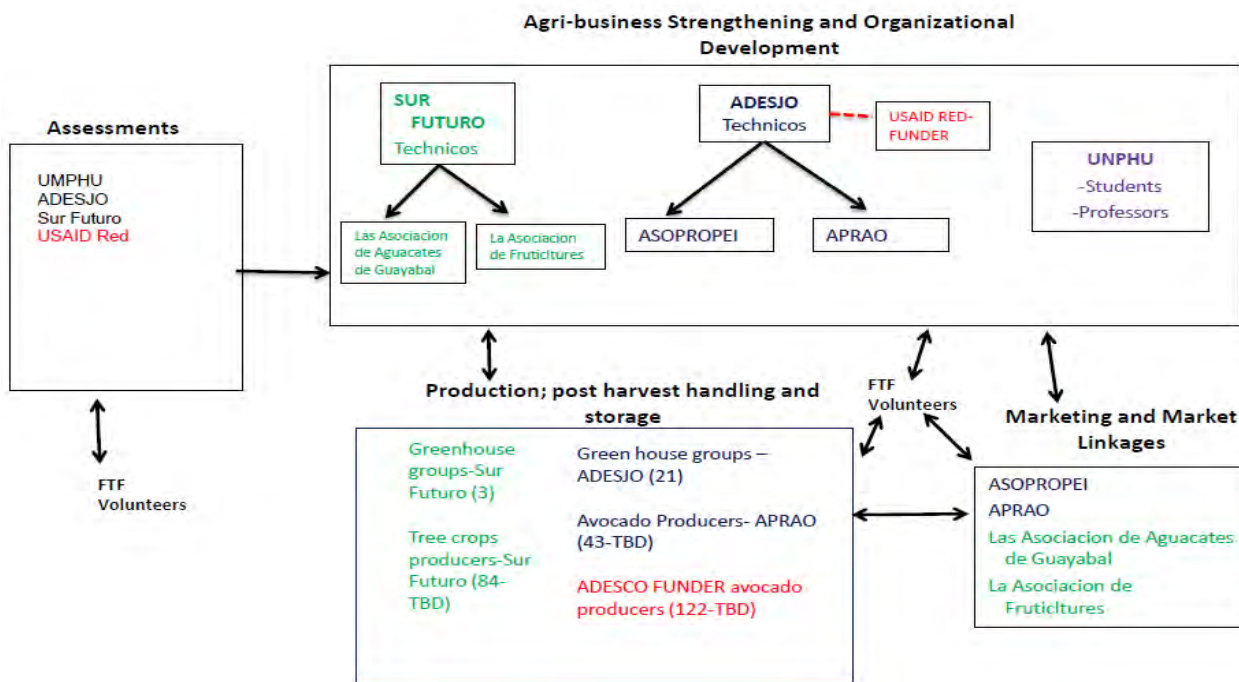 Agri-business Strengthening and Organizational
Development
Assessments
UMPHU
ADESJO
Sur Futuro
USAID Red
FTF
Volunteers
SUR
FUTURO
Technicos
ADESJO
Technicos
USAID RED-
FUNDER
UNPHU
-Students
-Professors
Las Asociacion
de Aguacates
de Guayabal
La Asociacion
de Fruticltures
ASOPROPEI
APRAO
Production; post harvest handling and
storage
Greenhouse
groups-Sur
Futuro (3)
Tree crops
producers-Sur
Futuro (84-
TBD)
Green house groups –
ADESJO (21)
Avocado Producers- APRAO
(43-TBD)
ADESCO FUNDER avocado
producers (122-TBD)
FTF
Volunteers
Marketing and Market
Linkages
ASOPROPEI
APRAO
Las Asociacion de Aguacates
de Guayabal
La Asociacion de
Fruticltures